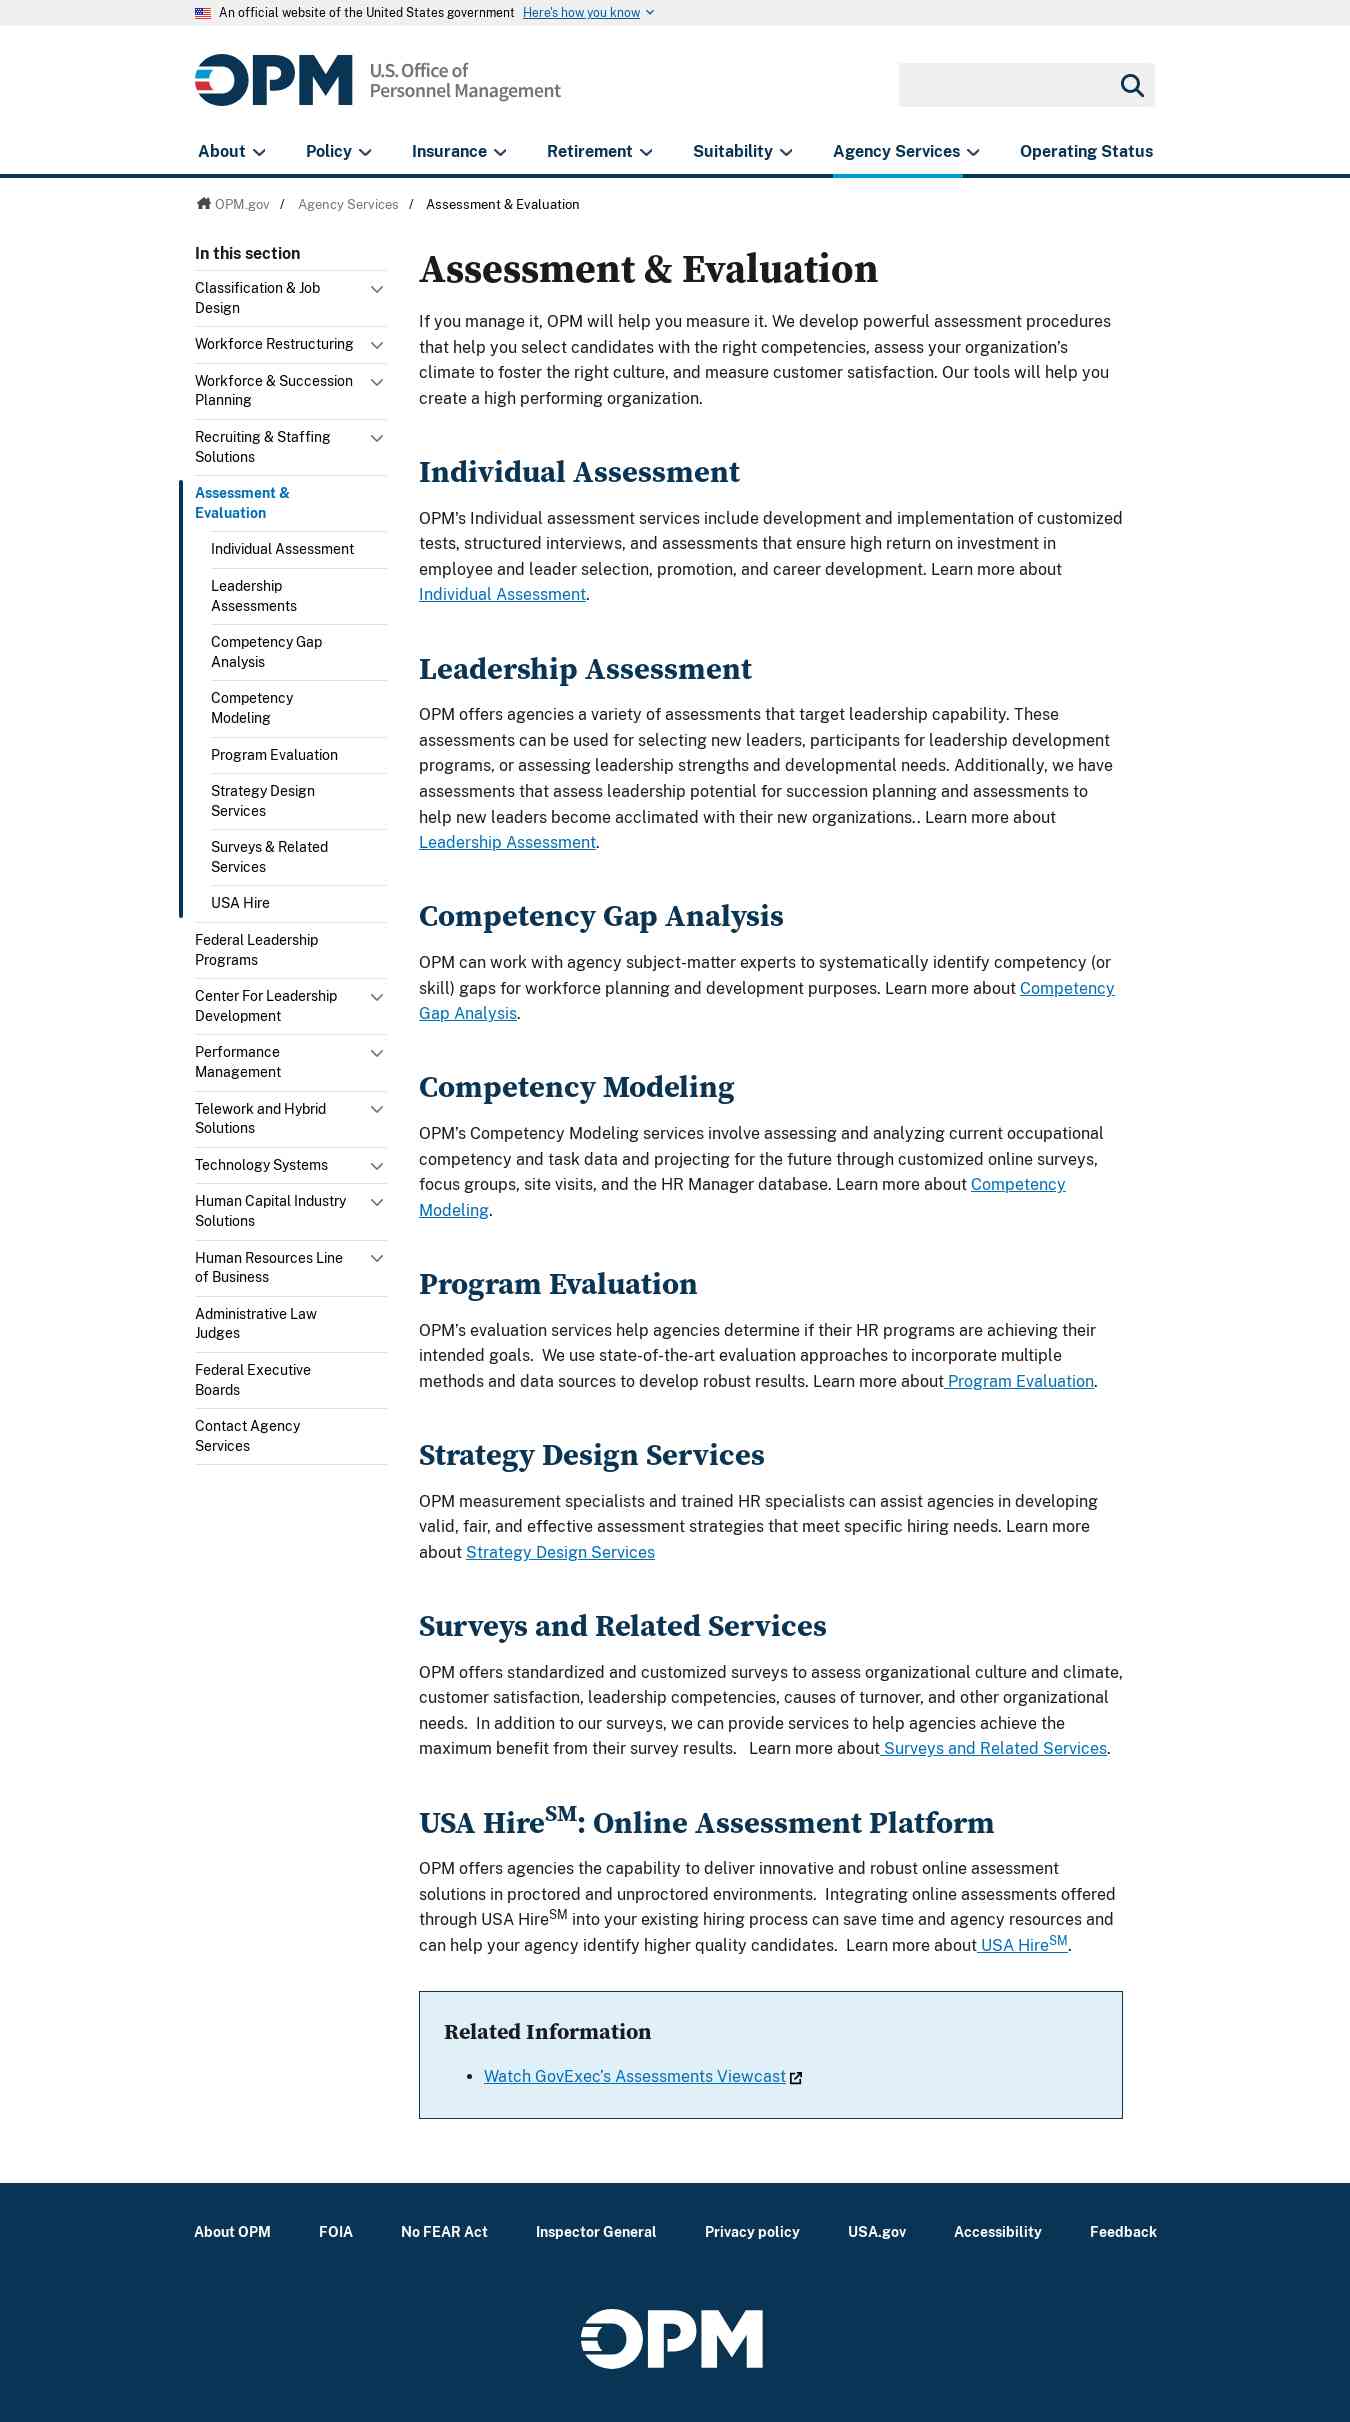 An official website of the United States government Here's how you know
OPM U.S. Office of
Personnel Management
About Policy Insurance Retirement Suitability Agency Services Operating Status
OPM.gov / Agency Services / Assessment & Evaluation
In this section
Classification & Job
Design
Workforce Restructuring
Workforce & Succession
Planning
Recruiting & Staffing
Solutions
Assessment &
Evaluation
Individual Assessment
Leadership
Assessments
Competency Gap
Analysis
Competency
Modeling
Program Evaluation
Strategy Design
Services
Surveys & Related
Services
USA Hire
Federal Leadership
Programs
Center For Leadership
Development
Performance
Management
Telework and Hybrid
Solutions
Technology Systems
Human Capital Industry
Solutions
Human Resources Line
of Business
Administrative Law
Judges
Federal Executive
Boards
Contact Agency
Services
Assessment & Evaluation
If you manage it, OPM will help you measure it. We develop powerful assessment procedures
that help you select candidates with the right competencies, assess your organization's
climate to foster the right culture, and measure customer satisfaction. Our tools will help you
create a high performing organization.
Individual Assessment
OPM's Individual assessment services include development and implementation of customized
tests, structured interviews, and assessments that ensure high return on investment in
employee and leader selection, promotion, and career development. Learn more about
Individual Assessment.
Leadership Assessment
OPM offers agencies a variety of assessments that target leadership capability. These
assessments can be used for selecting new leaders, participants for leadership development
programs, or assessing leadership strengths and developmental needs. Additionally, we have
assessments that assess leadership potential for succession planning and assessments to
help new leaders become acclimated with their new organizations.. Learn more about
Leadership Assessment.
Competency Gap Analysis
OPM can work with agency subject-matter experts to systematically identify competency (or
skill) gaps for workforce planning and development purposes. Learn more about Competency
Gap Analysis.
Competency Modeling
OPM's Competency Modeling services involve assessing and analyzing current occupational
competency and task data and projecting for the future through customized online surveys,
focus groups, site visits, and the HR Manager database. Learn more about Competency
Modeling.
Program Evaluation
OPM's evaluation services help agencies determine if their HR programs are achieving their
intended goals.  We use state-of-the-art evaluation approaches to incorporate multiple
methods and data sources to develop robust results. Learn more about Program Evaluation.
Strategy Design Services
OPM measurement specialists and trained HR specialists can assist agencies in developing
valid, fair, and effective assessment strategies that meet specific hiring needs. Learn more
about Strategy Design Services
Surveys and Related Services
OPM offers standardized and customized surveys to assess organizational culture and climate,
customer satisfaction, leadership competencies, causes of turnover, and other organizational
needs.  In addition to our surveys, we can provide services to help agencies achieve the
maximum benefit from their survey results.   Learn more about Surveys and Related Services.
USA HireSM: Online Assessment Platform
OPM offers agencies the capability to deliver innovative and robust online assessment
solutions in proctored and unproctored environments.  Integrating online assessments offered
through USA HireSM into your existing hiring process can save time and agency resources and
can help your agency identify higher quality candidates.  Learn more about USA HireSM.
Related Information
• Watch GovExec's Assessments Viewcast
About OPM FOIA No FEAR Act Inspector General Privacy policy USA.gov Accessibility Feedback
OPM